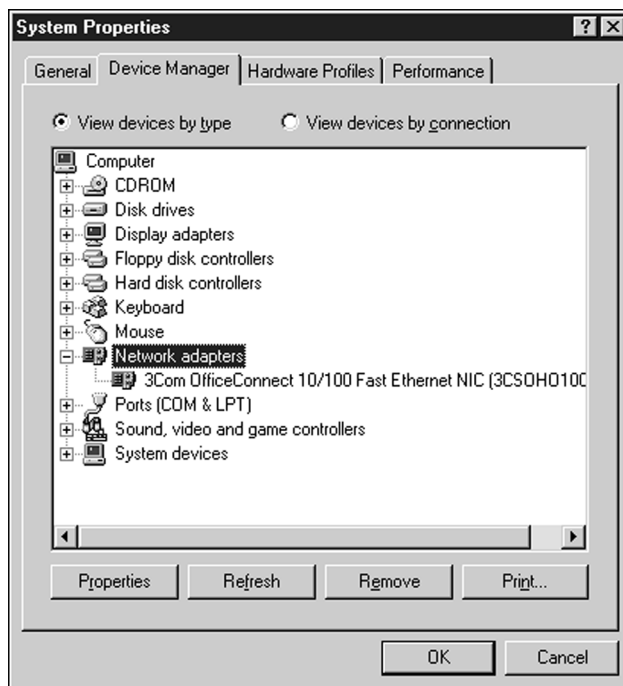 System Properties
General Device Manager Hardware Profiles Performance
View devices by type View devices by connection
Computer
CDROM
Disk drives
Display adapters
Floppy disk controllers
Hard disk controllers
Keyboard
Mouse
Network adapters
3Com OfficeConnect 10/100 Fast Ethernet NIC (3CSOHO100
Ports (COM & LPT)
Sound, video and game controllers
System devices
Properties Refresh Remove Print...
OK Cancel